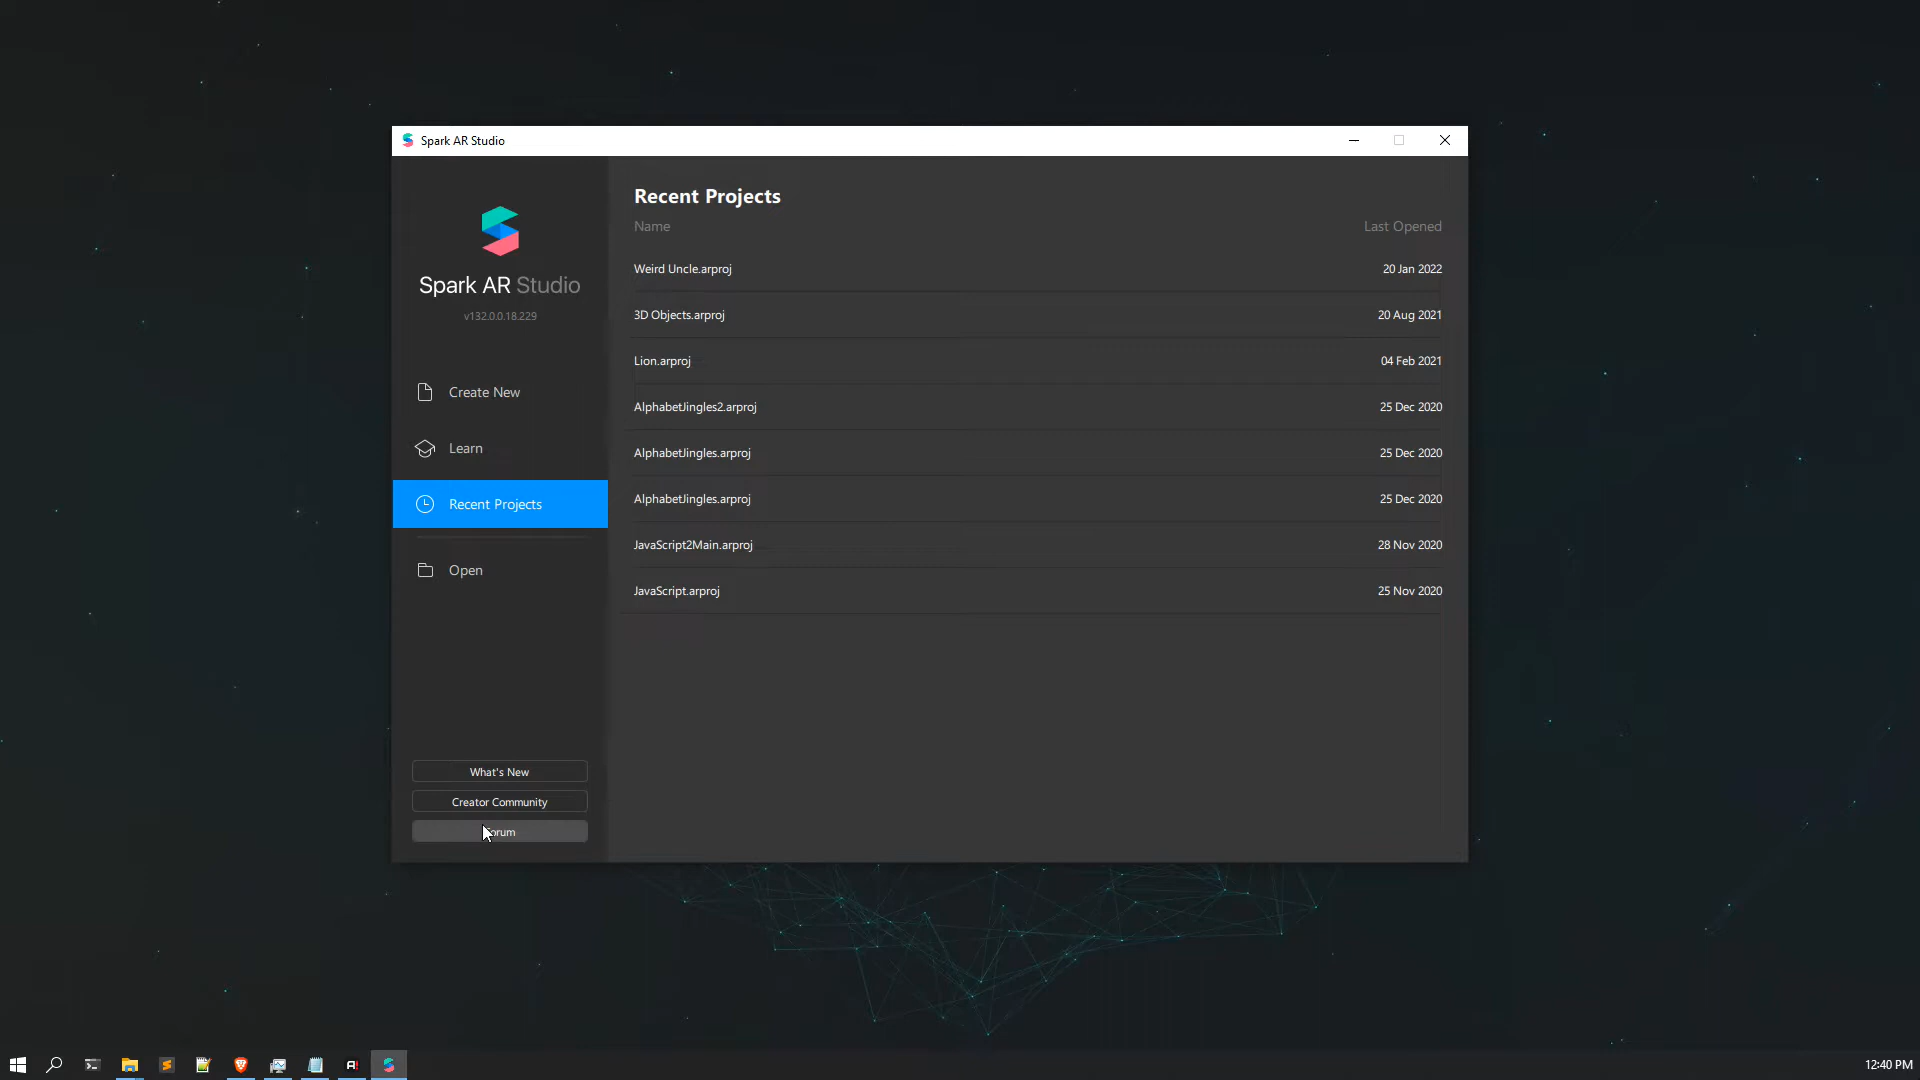 Spark AR Studio
Spark AR Studio
v132.0.0.18.229
Create New
Learn
Recent Projects
Open
What's New
Creator Community
Forum
Recent Projects
Name Last Opened
Weird Uncle.arproj 20 Jan 2022
3D Objects.arproj 20 Aug 2021
Lion.arproj 04 Feb 2021
AlphabetJingles2.arproj 25 Dec 2020
AlphabetJingles.arproj 25 Dec 2020
AlphabetJingles.arproj 25 Dec 2020
JavaScript2Main.arproj 28 Nov 2020
JavaScript.arproj 25 Nov 2020
A!
12:40 PM